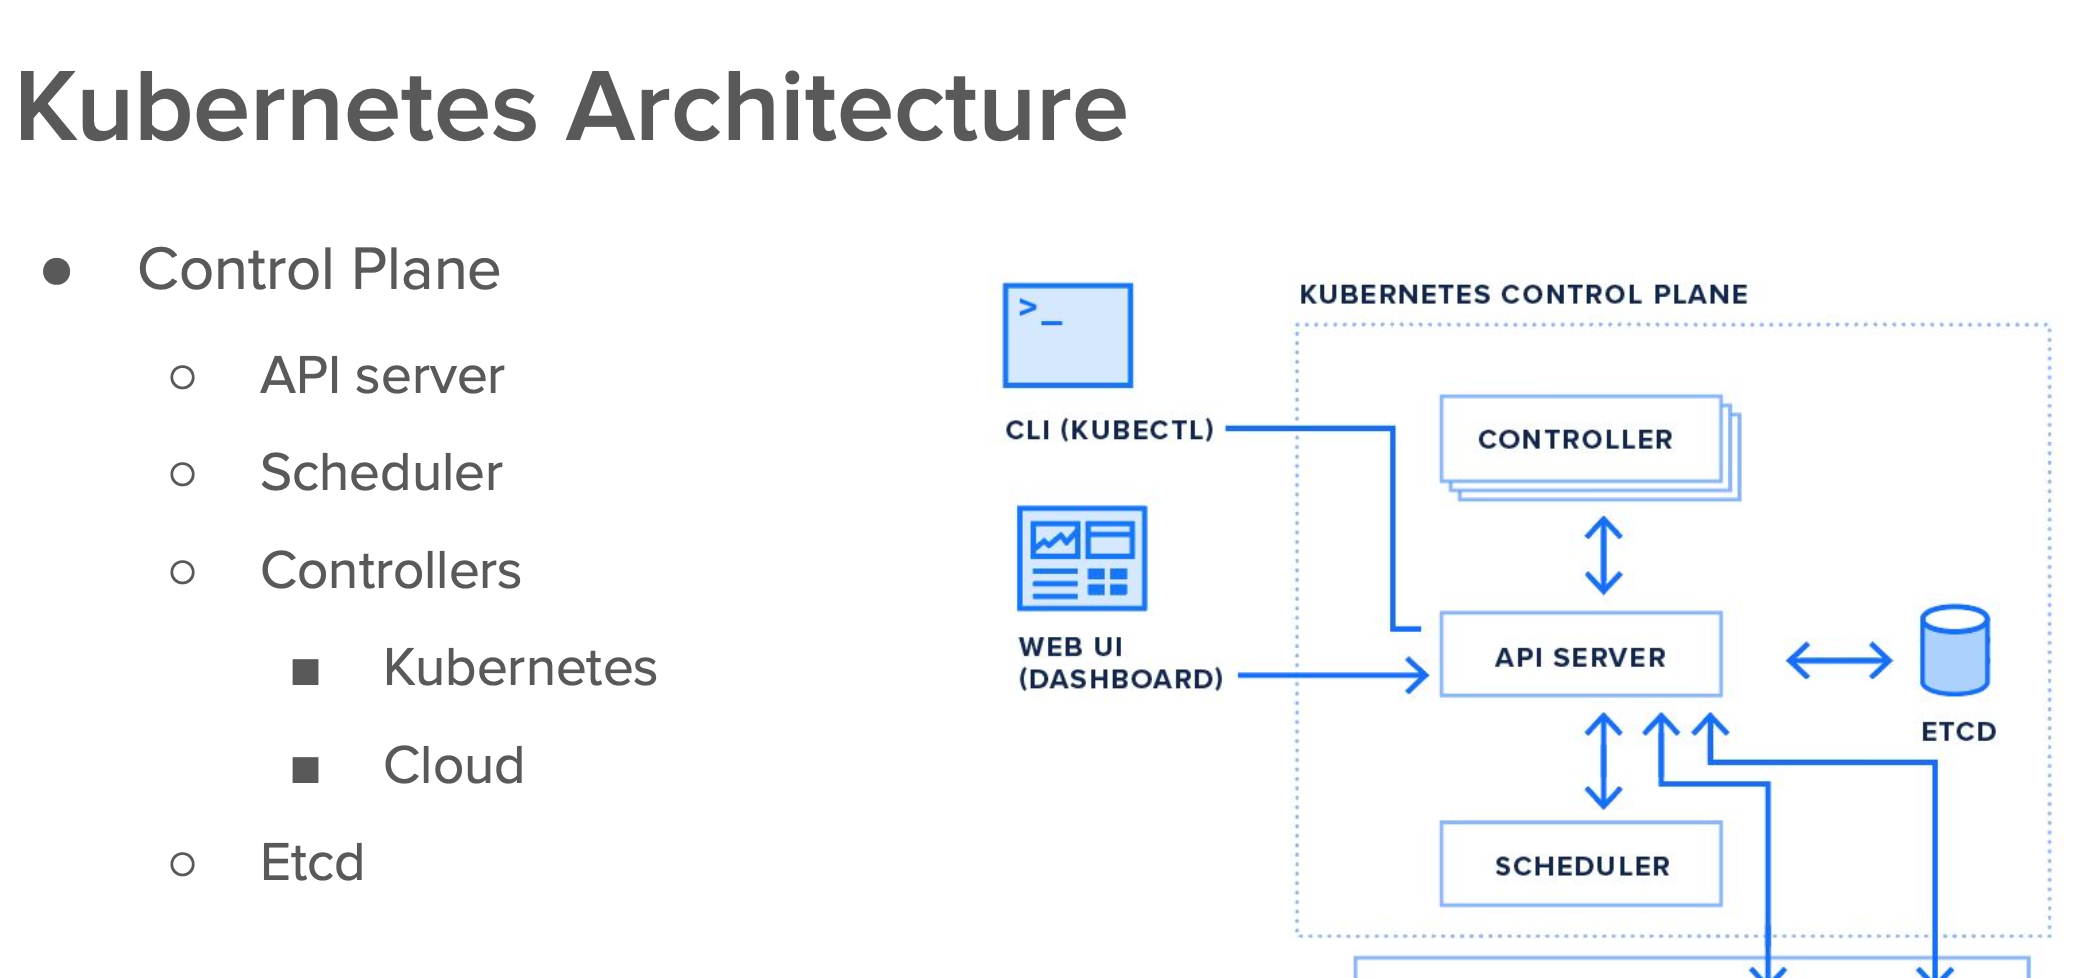 Kubernetes Architecture
● Control Plane
○ API server
○ Scheduler
○ Controllers
■ Kubernetes
■ Cloud
○ Etcd
KUBERNETES CONTROL PLANE
>_
CLI (KUBECTL)
CONTROLLER
WEB UI
(DASHBOARD)
API SERVER
ETCD
SCHEDULER